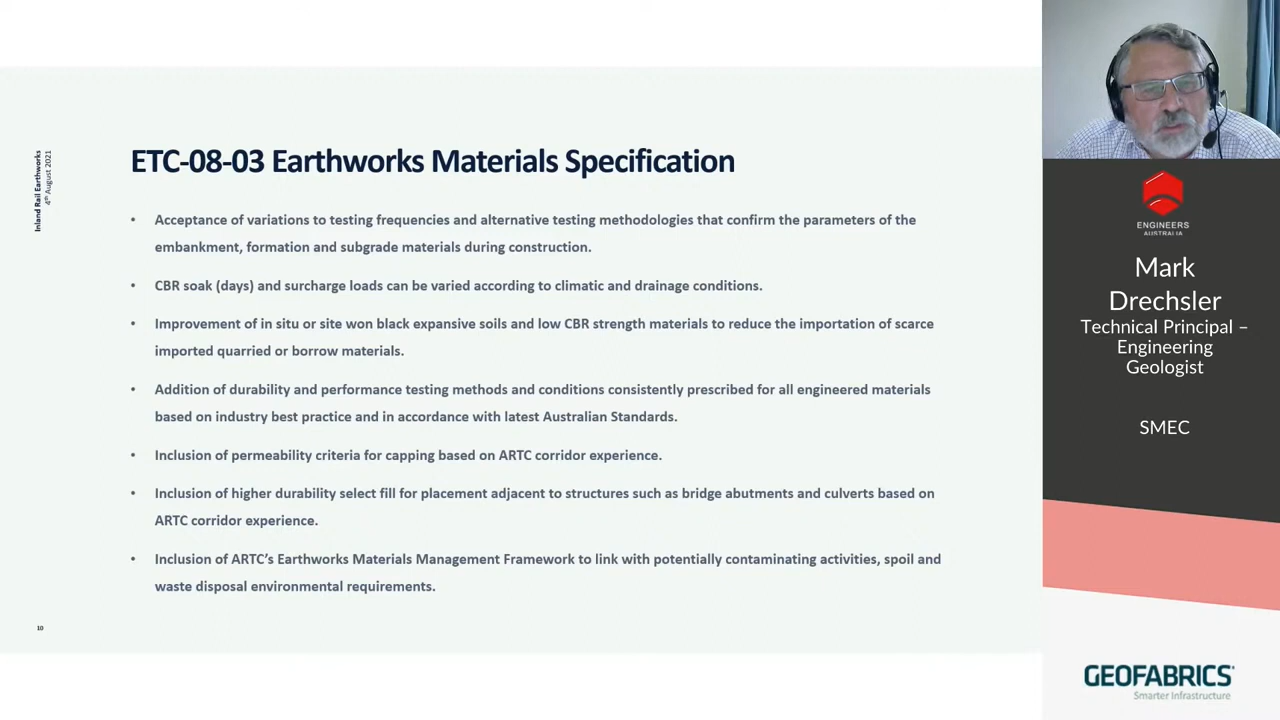 Inland Rail Earthworks
4th August 2021
ETC-08-03 Earthworks Materials Specification
• Acceptance of variations to testing frequencies and alternative testing methodologies that confirm the parameters of the
embankment, formation and subgrade materials during construction.
• CBR soak (days) and surcharge loads can be varied according to climatic and drainage conditions.
• Improvement of in situ or site won black expansive soils and low CBR strength materials to reduce the importation of scarce
imported quarried or borrow materials.
• Addition of durability and performance testing methods and conditions consistently prescribed for all engineered materials
based on industry best practice and in accordance with latest Australian Standards.
• Inclusion of permeability criteria for capping based on ARTC corridor experience.
• Inclusion of higher durability select fill for placement adjacent to structures such as bridge abutments and culverts based on
ARTC corridor experience.
• Inclusion of ARTC’s Earthworks Materials Management Framework to link with potentially contaminating activities, spoil and
waste disposal environmental requirements.
10
ENGINEERS
AUSTRALIA
Mark
Drechsler
Technical Principal –
Engineering
Geologist
SMEC
GEOFABRICS
Smarter Infrastructure